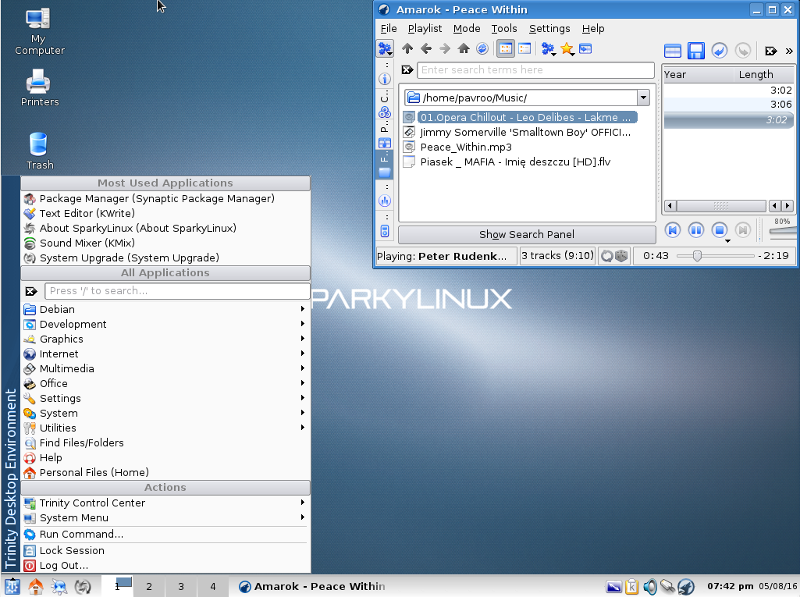 My
Computer
Printers
Trash
Amarok - Peace Within
File Playlist Mode Tools Settings Help
Enter search terms here
/home/pavroo/Music/
01.Opera Chillout - Leo Delibes - Lakme ...
Jimmy Somerville 'Smalltown Boy' OFFICI...
Peace_Within.mp3
Piasek _ MAFIA - Imię deszczu [HD].flv
Show Search Panel
Year Length
3:02
3:06
3:02
80%
Playing: Peter Rudenk... 3 tracks (9:10) 0:43 -2:19
PARKYLINUX
Most Used Applications
Package Manager (Synaptic Package Manager)
Text Editor (KWrite)
About SparkyLinux (About SparkyLinux)
Sound Mixer (KMix)
System Upgrade (System Upgrade)
All Applications
Press '/' to search...
Debian
Development
Graphics
Internet
Multimedia
Office
Settings
System
Utilities
Find Files/Folders
Help
Personal Files (Home)
Actions
Trinity Control Center
System Menu
Run Command...
Lock Session
Log Out...
Trinity Desktop Environment
1 2 3 4 Amarok - Peace Within 07:42 pm 05/08/16